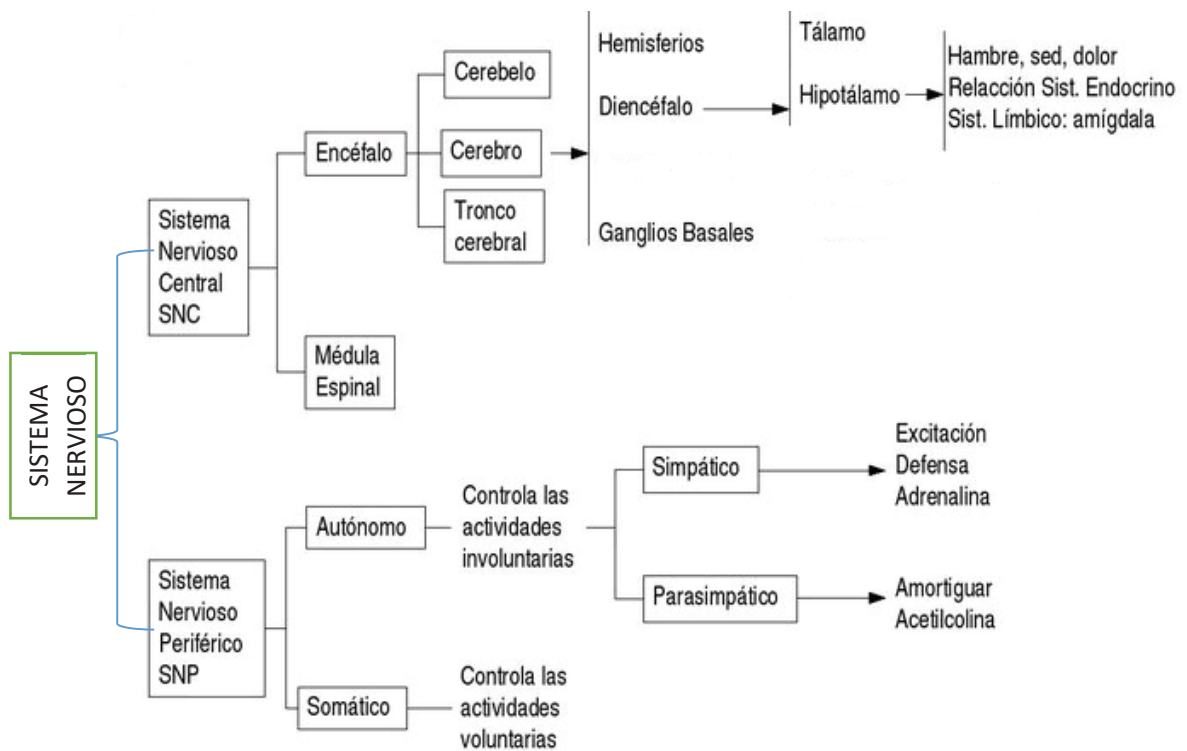 SISTEMA
NERVIOSO
Sistema
Nervioso
Central
SNC
Encéfalo
Cerebelo
Cerebro
Tronco
cerebral
Hemisferios
Diencéfalo
Ganglios Basales
Tálamo
Hipotálamo
Hambre, sed, dolor
Relacción Sist. Endocrino
Sist. Límbico: amígdala
Médula
Espinal
Sistema
Nervioso
Periférico
SNP
Autónomo
Controla las
actividades
involuntarias
Simpático
Excitación
Defensa
Adrenalina
Parasimpático
Amortiguar
Acetilcolina
Somático
Controla las
actividades
voluntarias